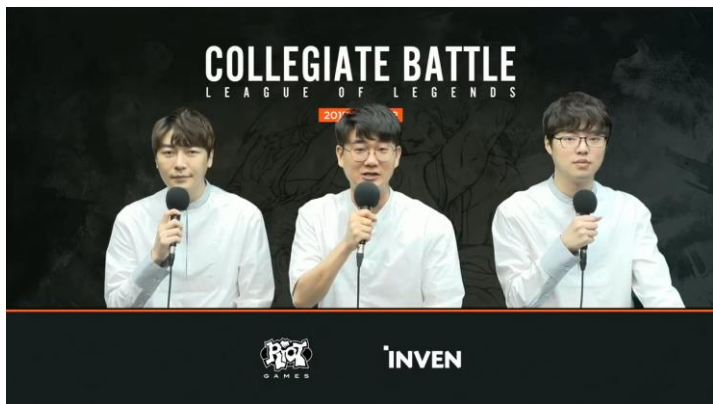 COLLEGIATE BATTLE
LEAGUE OF LEGENDS
RIOT
GAMES
INVEN